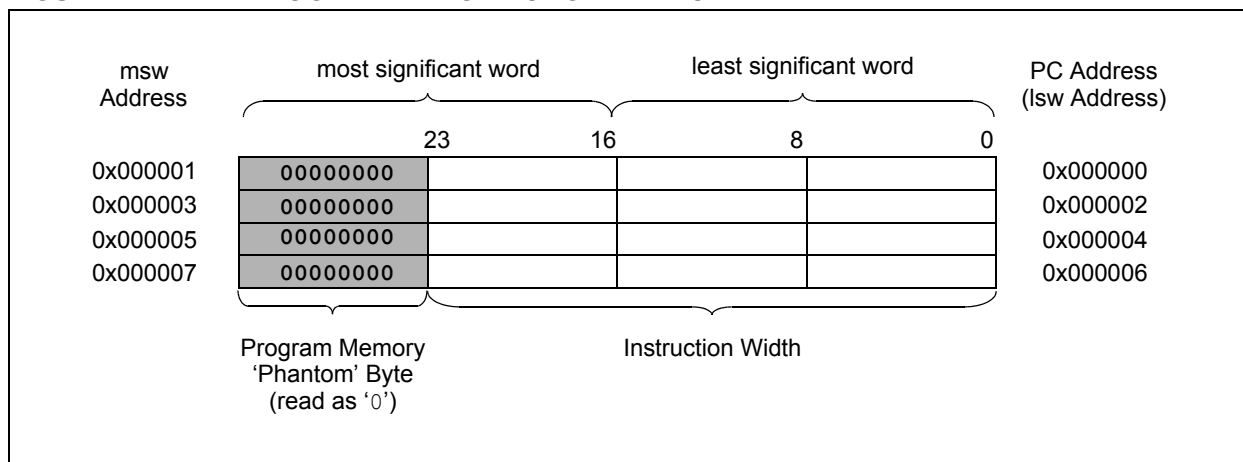 msw
Address
most significant word
least significant word
PC Address
(lsw Address)
23
16
8
0
0x000001
00000000
0x000000
0x000003
00000000
0x000002
0x000005
00000000
0x000004
0x000007
00000000
0x000006
Program Memory
‘Phantom’ Byte
(read as ‘0’)
Instruction Width